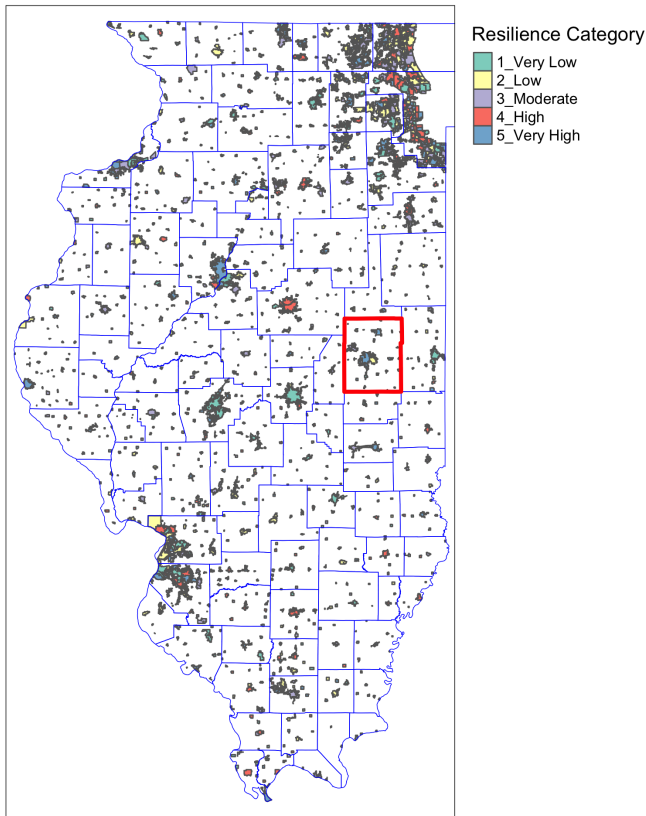 Resilience Category
1_Very Low
2_Low
3_Moderate
4_High
5_Very High